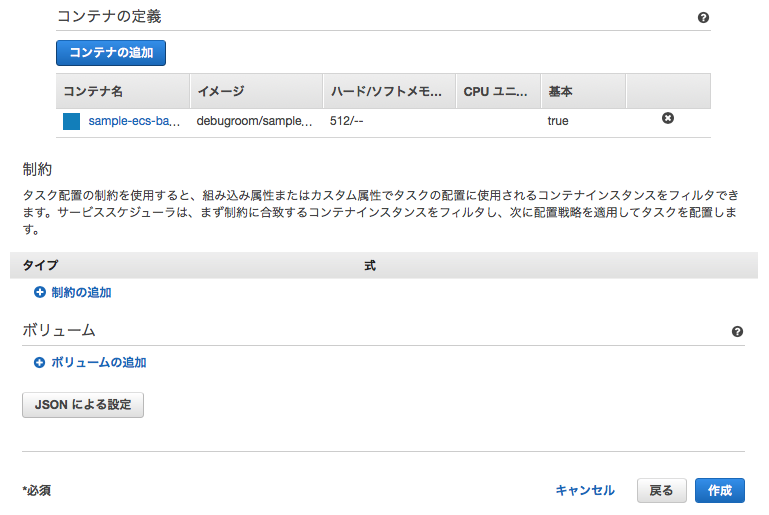 コンテナの定義
コンテナの追加
コンテナ名 イメージ ハード/ソフトメモ... CPU ユニ... 基本
sample-ecs-ba... debugroom/sample... 512/-- true
制約
タスク配置の制約を使用すると、組み込み属性またはカスタム属性でタスクの配置に使用されるコンテナインスタンスをフィルタできで
ます。サービススケジューラは、まず制約に合致するコンテナインスタンスをフィルタし、次に配置戦略を適用してタスクを配置しま
す。
タイプ 式
制約の追加
ボリューム
ボリュームの追加
JSON による設定
*必須 キャンセル 戻る 作成